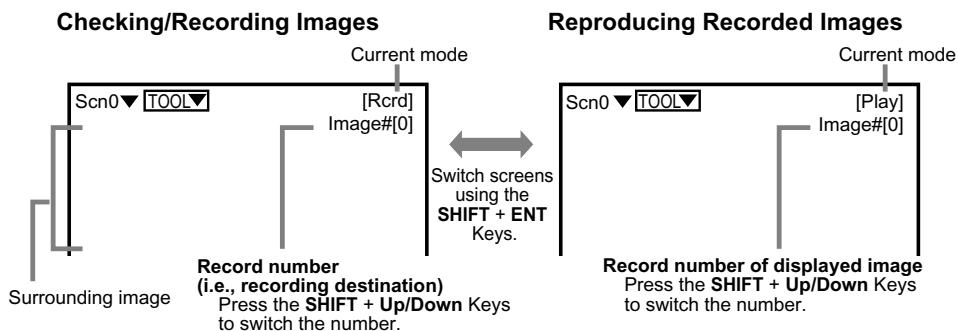 Checking/Recording Images
Reproducing Recorded Images
Current mode
Current mode
Scn0▼ TOOL▼
[Rcrd]
Image#[0]
Scn0 ▼ TOOL▼
[Play]
Image#[0]
Switch screens
using the
SHIFT + ENT
Keys.
Surrounding image
Record number
(i.e., recording destination)
Press the SHIFT + Up/Down Keys
to switch the number.
Record number of displayed image
Press the SHIFT + Up/Down Keys
to switch the number.